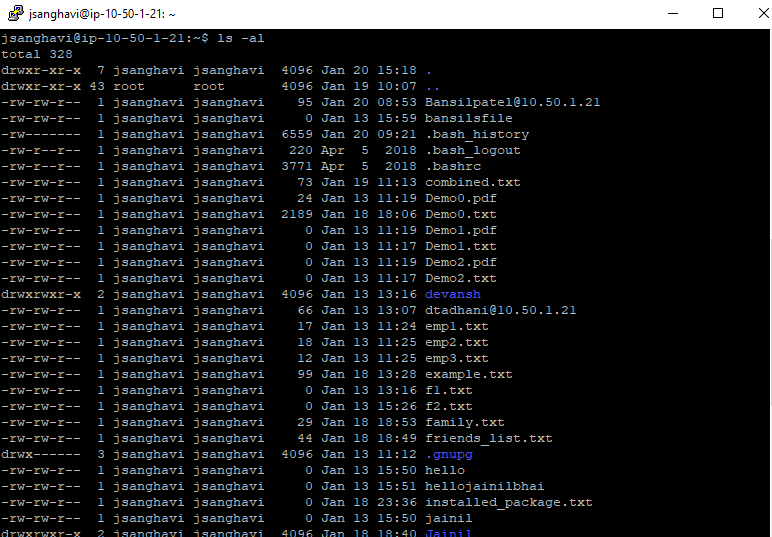 jsanghavi@ip-10-50-1-21: ~
jsanghavi@ip-10-50-1-21:~$ ls -al
total 328
drwxr-xr-x  7 jsanghavi jsanghavi  4096 Jan 20 15:18 .
drwxr-xr-x 43 root      root       4096 Jan 19 10:07 ..
-rw-rw-r--  1 jsanghavi jsanghavi    95 Jan 20 08:53 Bansilpatel@10.50.1.21
-rw-rw-r--  1 jsanghavi jsanghavi     0 Jan 13 15:59 bansilsfile
-rw-------  1 jsanghavi jsanghavi  6559 Jan 20 09:21 .bash_history
-rw-r--r--  1 jsanghavi jsanghavi   220 Apr  5  2018 .bash_logout
-rw-r--r--  1 jsanghavi jsanghavi  3771 Apr  5  2018 .bashrc
-rw-rw-r--  1 jsanghavi jsanghavi    73 Jan 19 11:13 combined.txt
-rw-rw-r--  1 jsanghavi jsanghavi    24 Jan 13 11:19 Demo0.pdf
-rw-rw-r--  1 jsanghavi jsanghavi  2189 Jan 18 18:06 Demo0.txt
-rw-rw-r--  1 jsanghavi jsanghavi     0 Jan 13 11:19 Demo1.pdf
-rw-rw-r--  1 jsanghavi jsanghavi     0 Jan 13 11:17 Demo1.txt
-rw-rw-r--  1 jsanghavi jsanghavi     0 Jan 13 11:19 Demo2.pdf
-rw-rw-r--  1 jsanghavi jsanghavi     0 Jan 13 11:17 Demo2.txt
drwxrwxr-x  2 jsanghavi jsanghavi  4096 Jan 13 13:16 devansh
-rw-rw-r--  1 jsanghavi jsanghavi    66 Jan 13 13:07 dtadhani@10.50.1.21
-rw-rw-r--  1 jsanghavi jsanghavi    17 Jan 13 11:24 emp1.txt
-rw-rw-r--  1 jsanghavi jsanghavi    18 Jan 13 11:25 emp2.txt
-rw-rw-r--  1 jsanghavi jsanghavi    12 Jan 13 11:25 emp3.txt
-rw-rw-r--  1 jsanghavi jsanghavi    99 Jan 18 13:28 example.txt
-rw-rw-r--  1 jsanghavi jsanghavi     0 Jan 13 13:16 f1.txt
-rw-rw-r--  1 jsanghavi jsanghavi     0 Jan 13 15:26 f2.txt
-rw-rw-r--  1 jsanghavi jsanghavi    29 Jan 18 18:53 family.txt
-rw-rw-r--  1 jsanghavi jsanghavi    44 Jan 18 18:49 friends_list.txt
drwx------  3 jsanghavi jsanghavi  4096 Jan 13 11:12 .gnupg
-rw-rw-r--  1 jsanghavi jsanghavi     0 Jan 13 15:50 hello
-rw-rw-r--  1 jsanghavi jsanghavi     0 Jan 13 15:51 hellojainilbhai
-rw-rw-r--  1 jsanghavi jsanghavi     0 Jan 18 23:36 installed_package.txt
-rw-rw-r--  1 jsanghavi jsanghavi     0 Jan 13 15:50 jainil
drwxrwxr-x  2 jsanghavi jsanghavi  4096 Jan 18 18:40 Jainil